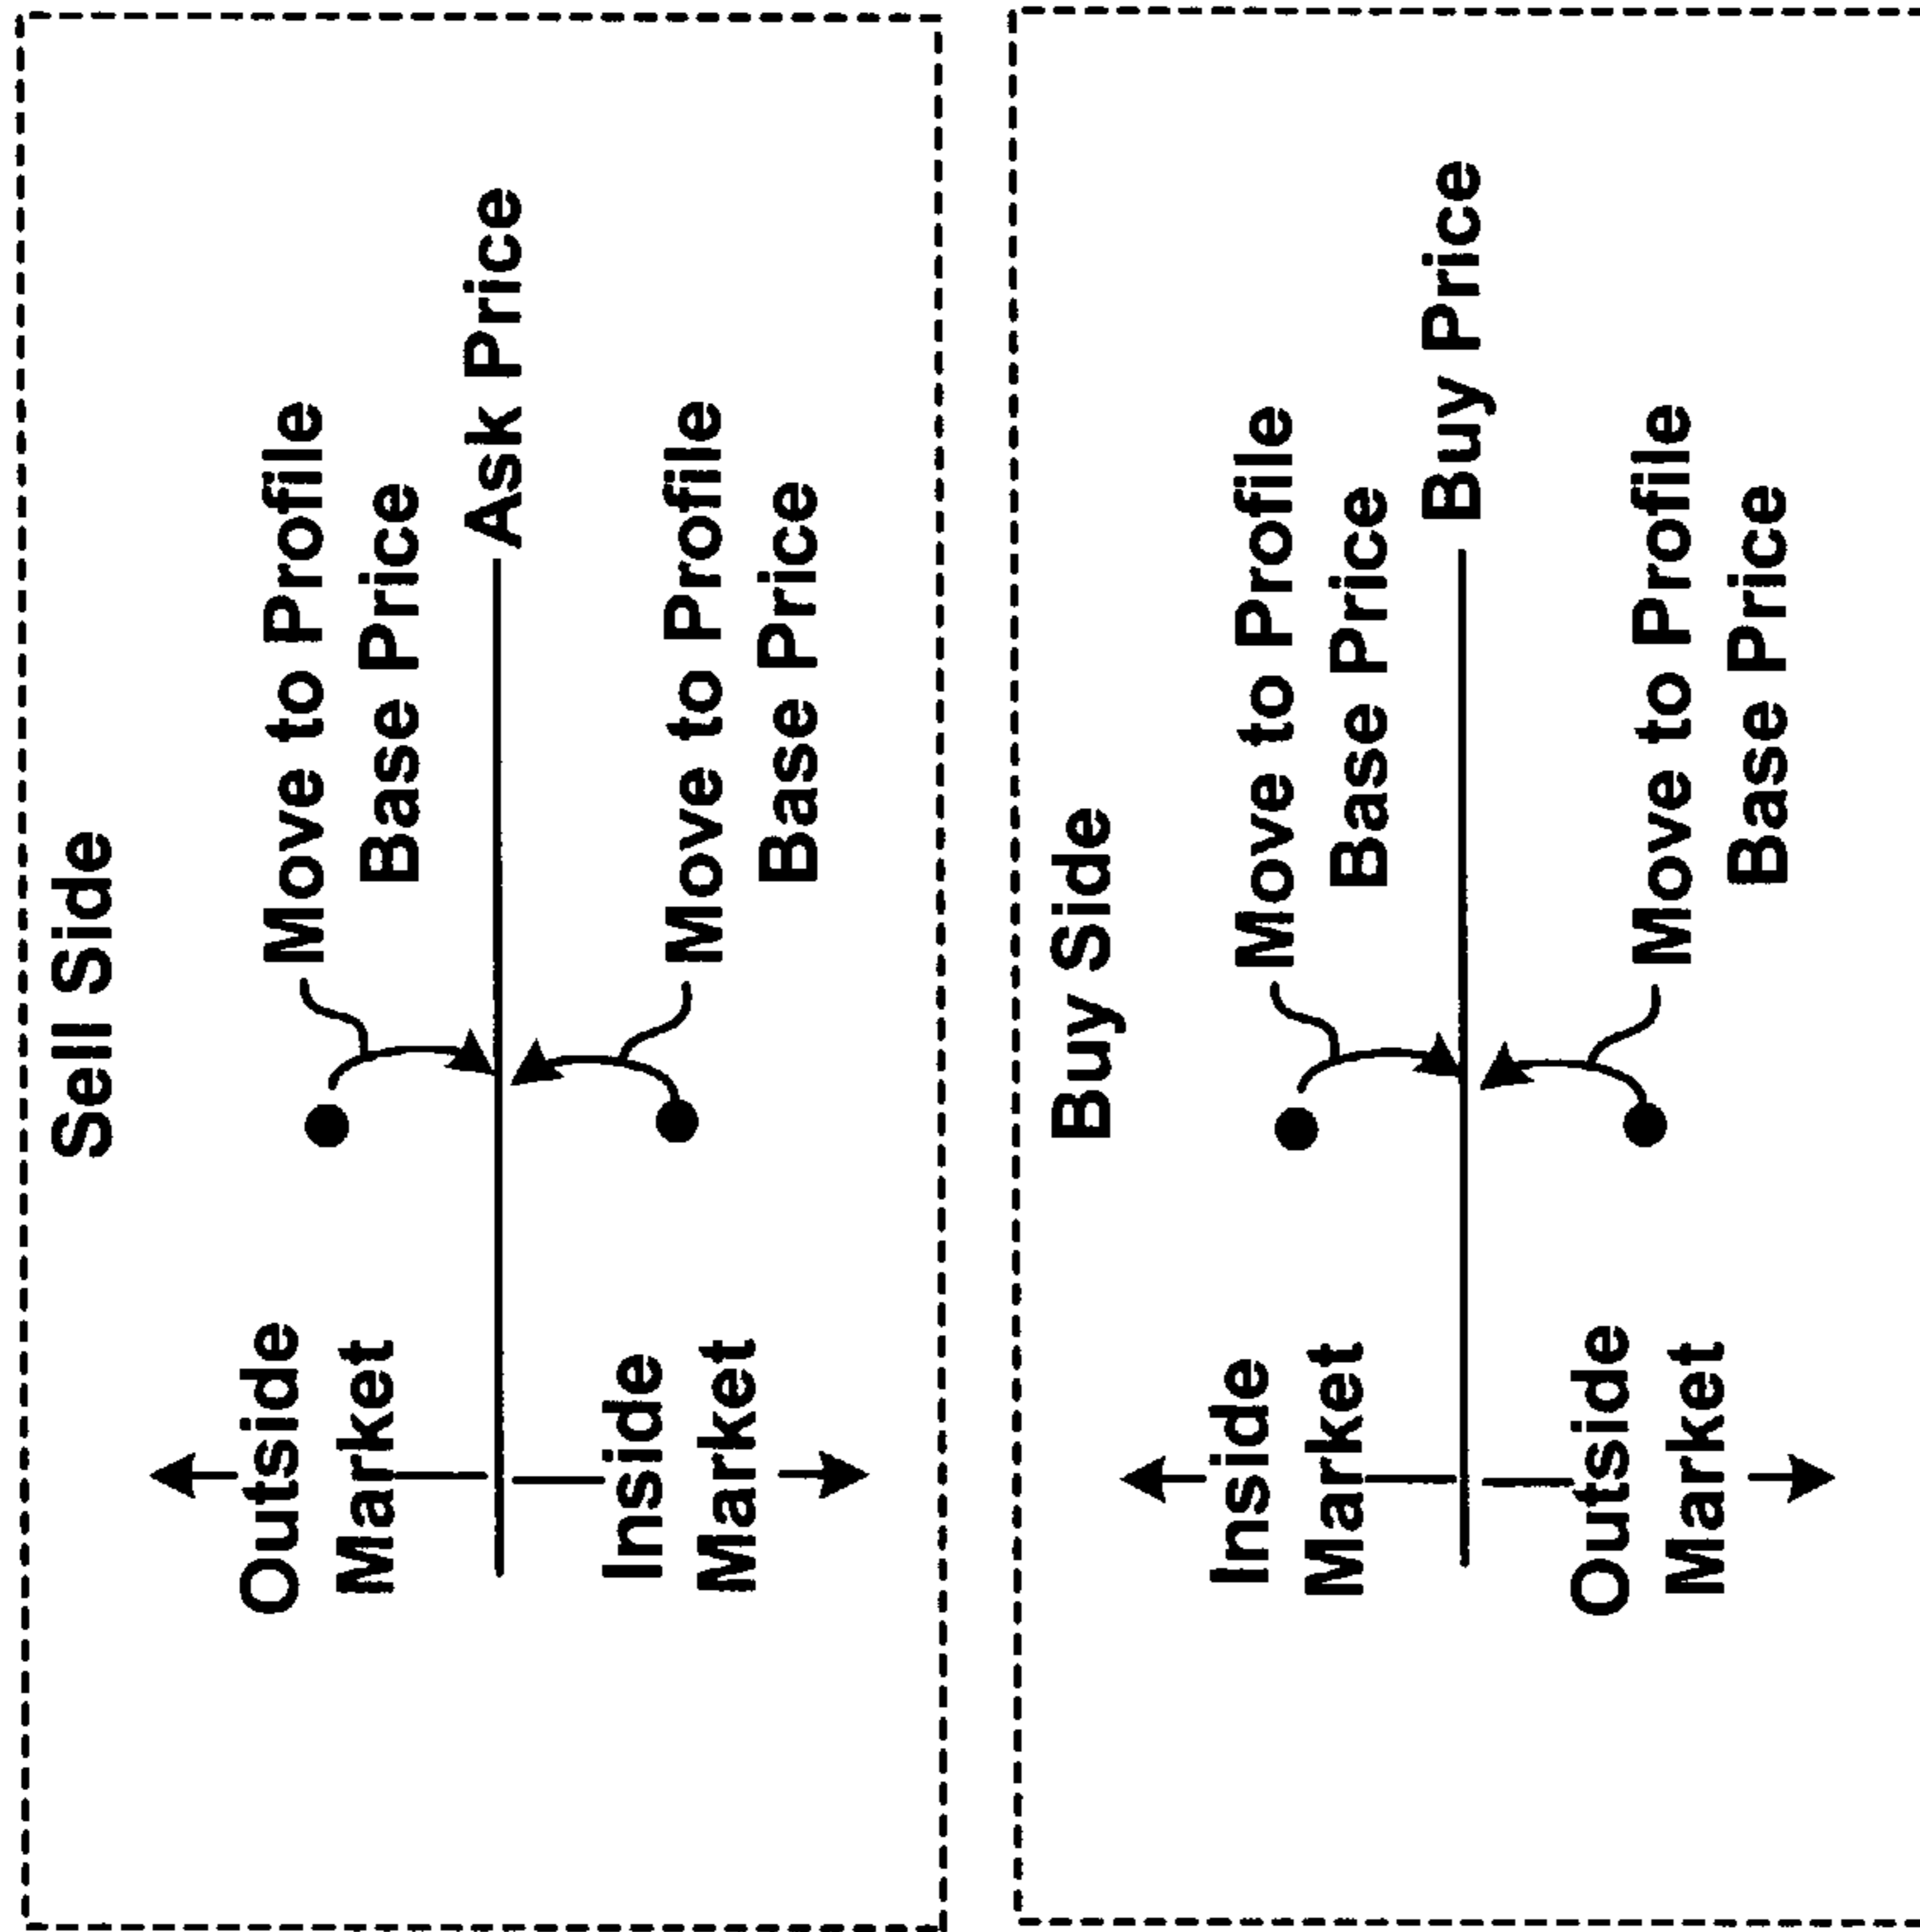 Sell Side
Outside
Market
Move to Profile
Base Price
Ask Price
Inside
Market
Move to Profile
Base Price
Buy Side
Inside
Market
Move to Profile
Base Price
Buy Price
Outside
Market
Move to Profile
Base Price